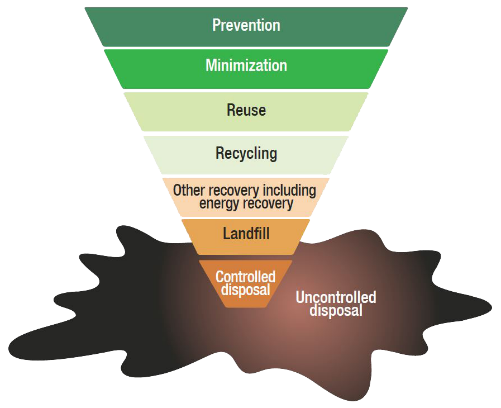 Prevention
Minimization
Reuse
Recycling
Other recovery including
energy recovery
Landfill
Controlled
disposal
Uncontrolled
disposal